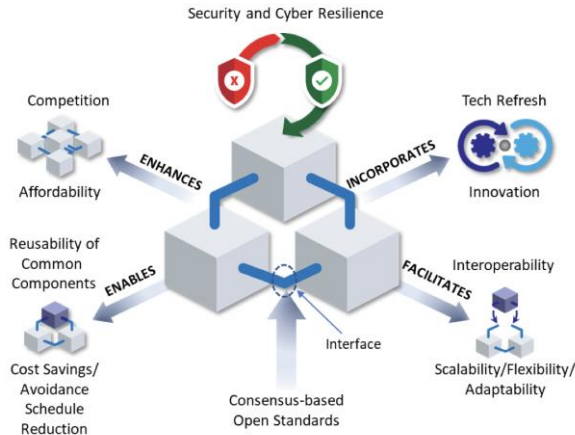 Security and Cyber Resilience
Competition
Affordability
ENHANCES
INCORPORATES
Tech Refresh
Innovation
Reusability of
Common
Components
ENABLES
Cost Savings/
Avoidance
Schedule
Reduction
FACILITATES
Interoperability
Scalability/Flexibility/
Adaptability
Interface
Consensus-based
Open Standards